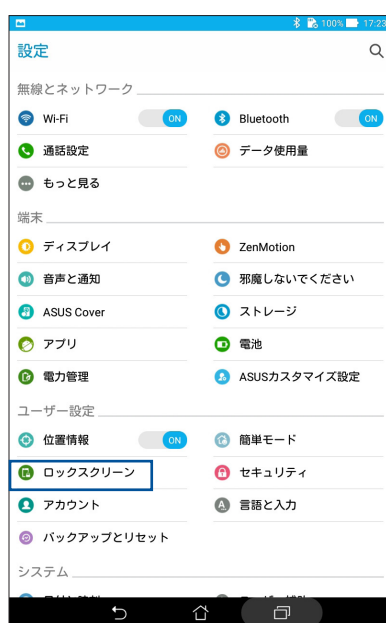 100% 17:23
設定
無線とネットワーク
Wi-Fi ON Bluetooth ON
通話設定 データ使用量
もっと見る
端末
ディスプレイ ZenMotion
音声と通知 邪魔しないでください
ASUS Cover ストレージ
アプリ 電池
電力管理 ASUSカスタマイズ設定
ユーザー設定
位置情報 ON 簡単モード
ロックスクリーン セキュリティ
アカウント 言語と入力
バックアップとリセット
システム